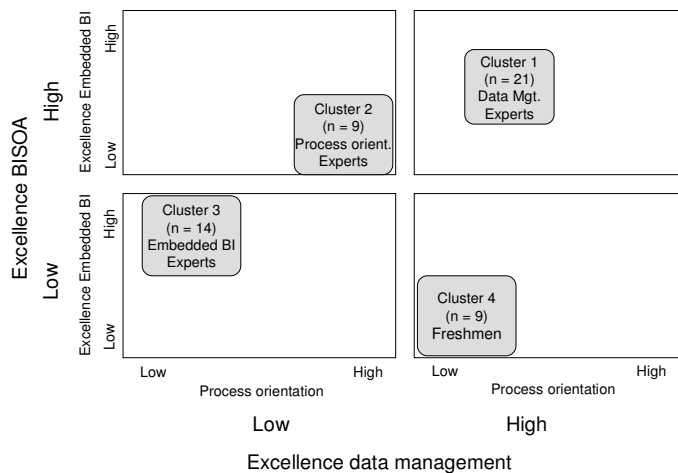 Excellence BISOA
High
Low
Excellence Embedded BI
High
Low
Cluster 2
(n = 9)
Process orient.
Experts
Cluster 1
(n = 21)
Data Mgt.
Experts
Excellence Embedded BI
High
Low
Cluster 3
(n = 14)
Embedded BI
Experts
Cluster 4
(n = 9)
Freshmen
Low High
Process orientation
Low High
Process orientation
Low High
Excellence data management